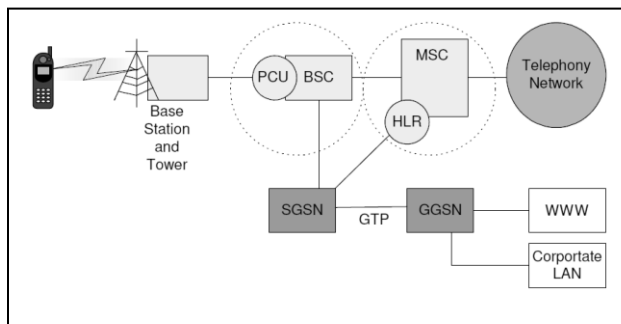 PCU
BSC
MSC
HLR
Telephony
Network
Base
Station
and
Tower
SGSN
GTP
GGSN
WWW
Corportate
LAN